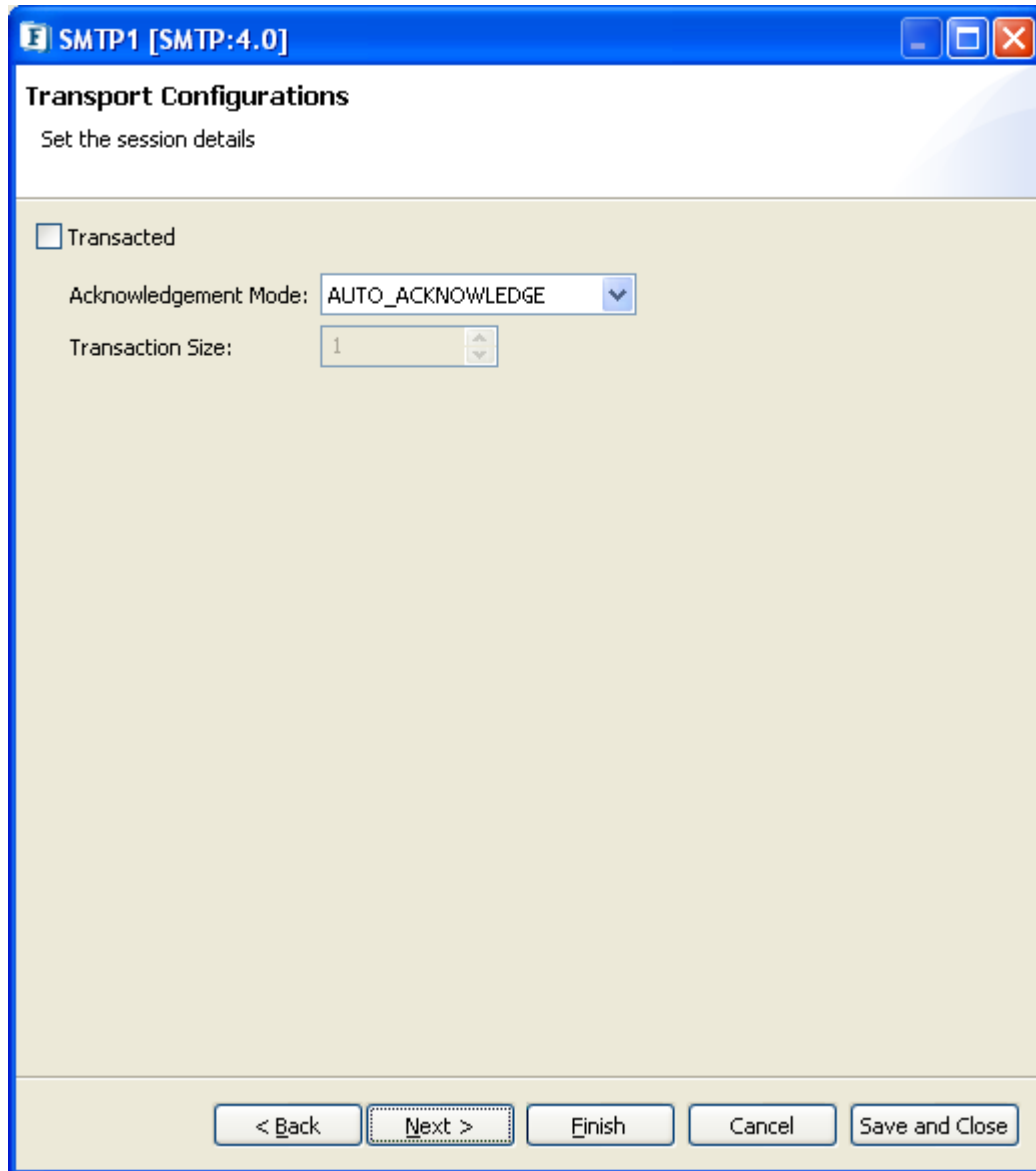 SMTP1 [SMTP:4.0]
Transport Configurations
Set the session details
Transacted
Acknowledgement Mode: AUTO_ACKNOWLEDGE
Transaction Size: 1
< Back Next > Finish Cancel Save and Close